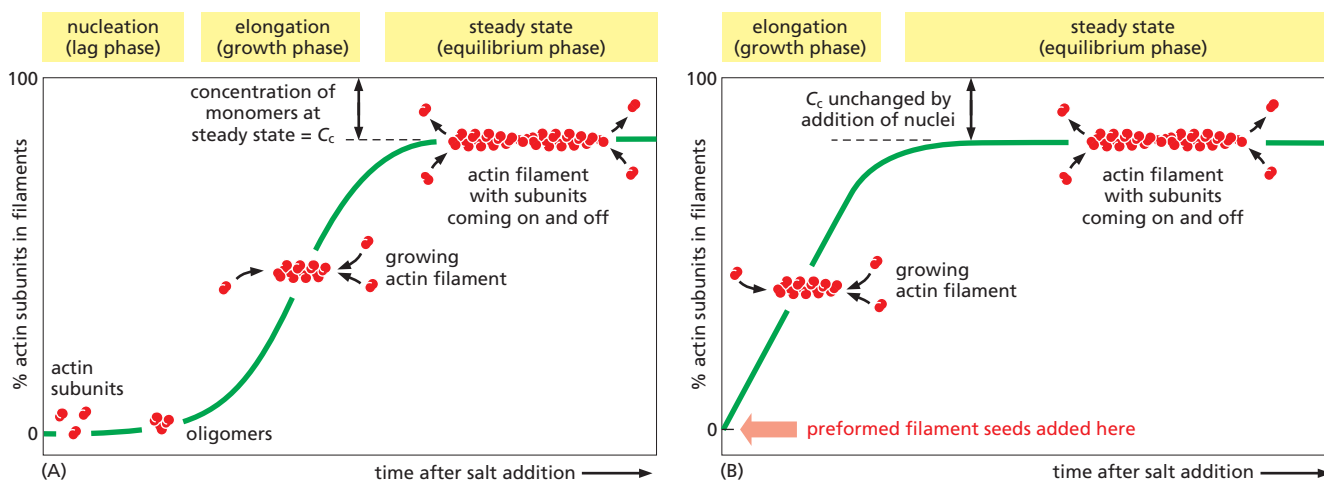 nucleation
(lag phase)
elongation
(growth phase)
steady state
(equilibrium phase)
100
concentration of
monomers at
steady state = Cc
actin filament
with subunits
coming on and off
growing
actin filament
% actin subunits in filaments
actin
subunits
oligomers
0
(A)
time after salt addition
elongation
(growth phase)
steady state
(equilibrium phase)
100
Cc unchanged by
addition of nuclei
actin filament
with subunits
coming on and off
growing
actin filament
% actin subunits in filaments
0
preformed filament seeds added here
(B)
time after salt addition